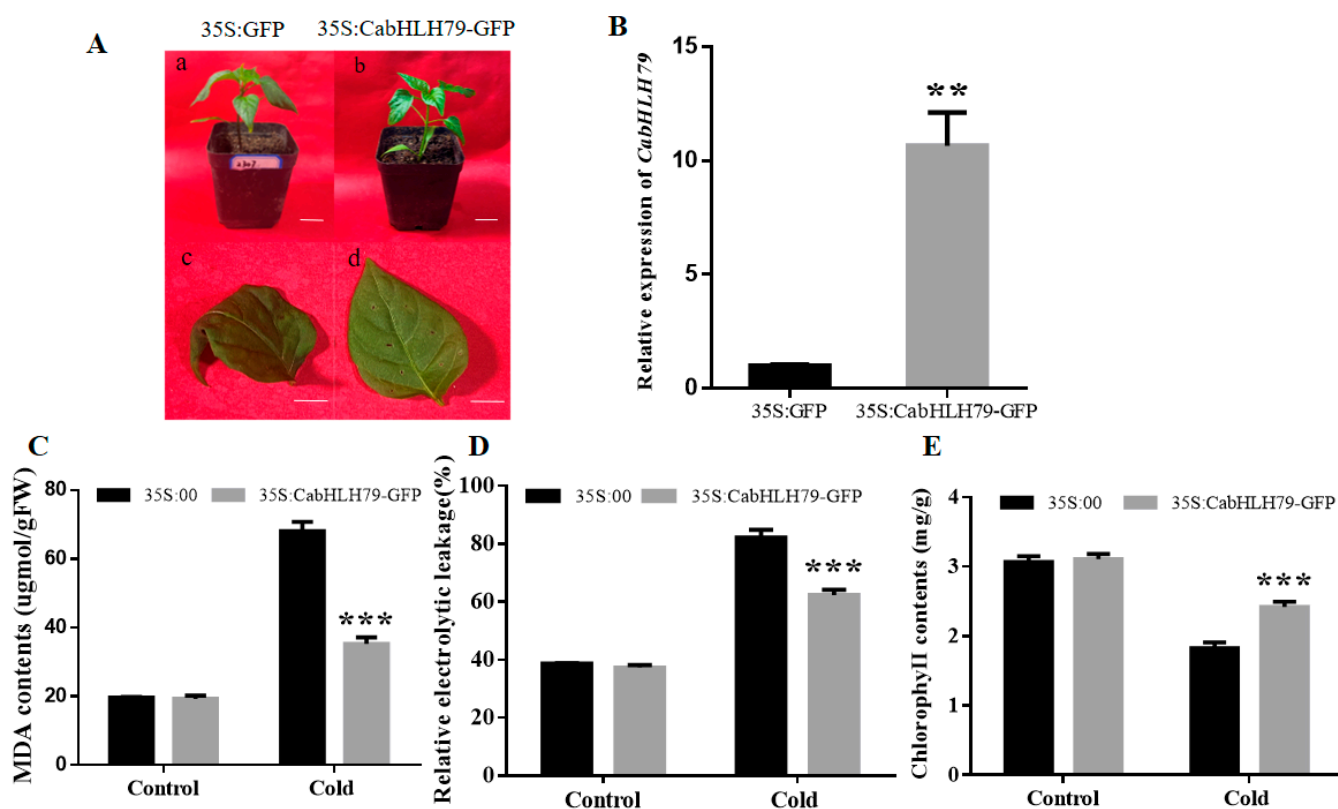 35S:GFP 35S:CabHLH79-GFP
A
a
b
c
d
B
Relative expression of CabHLH79
15
10
5
0
**
35S:GFP 35S:CabHLH79-GFP
C
MDA contents (ugmol/gFW)
35S:00 35S:CabHLH79-GFP
80
60
40
20
0
***
Control Cold
D
Relative electrolytic leakage(%)
35S:00 35S:CabHLH79-GFP
100
80
60
40
20
0
***
Control Cold
E
ChlorophyII contents (mg/g)
35S:00 35S:CabHLH79-GFP
4
3
2
1
0
***
Control Cold